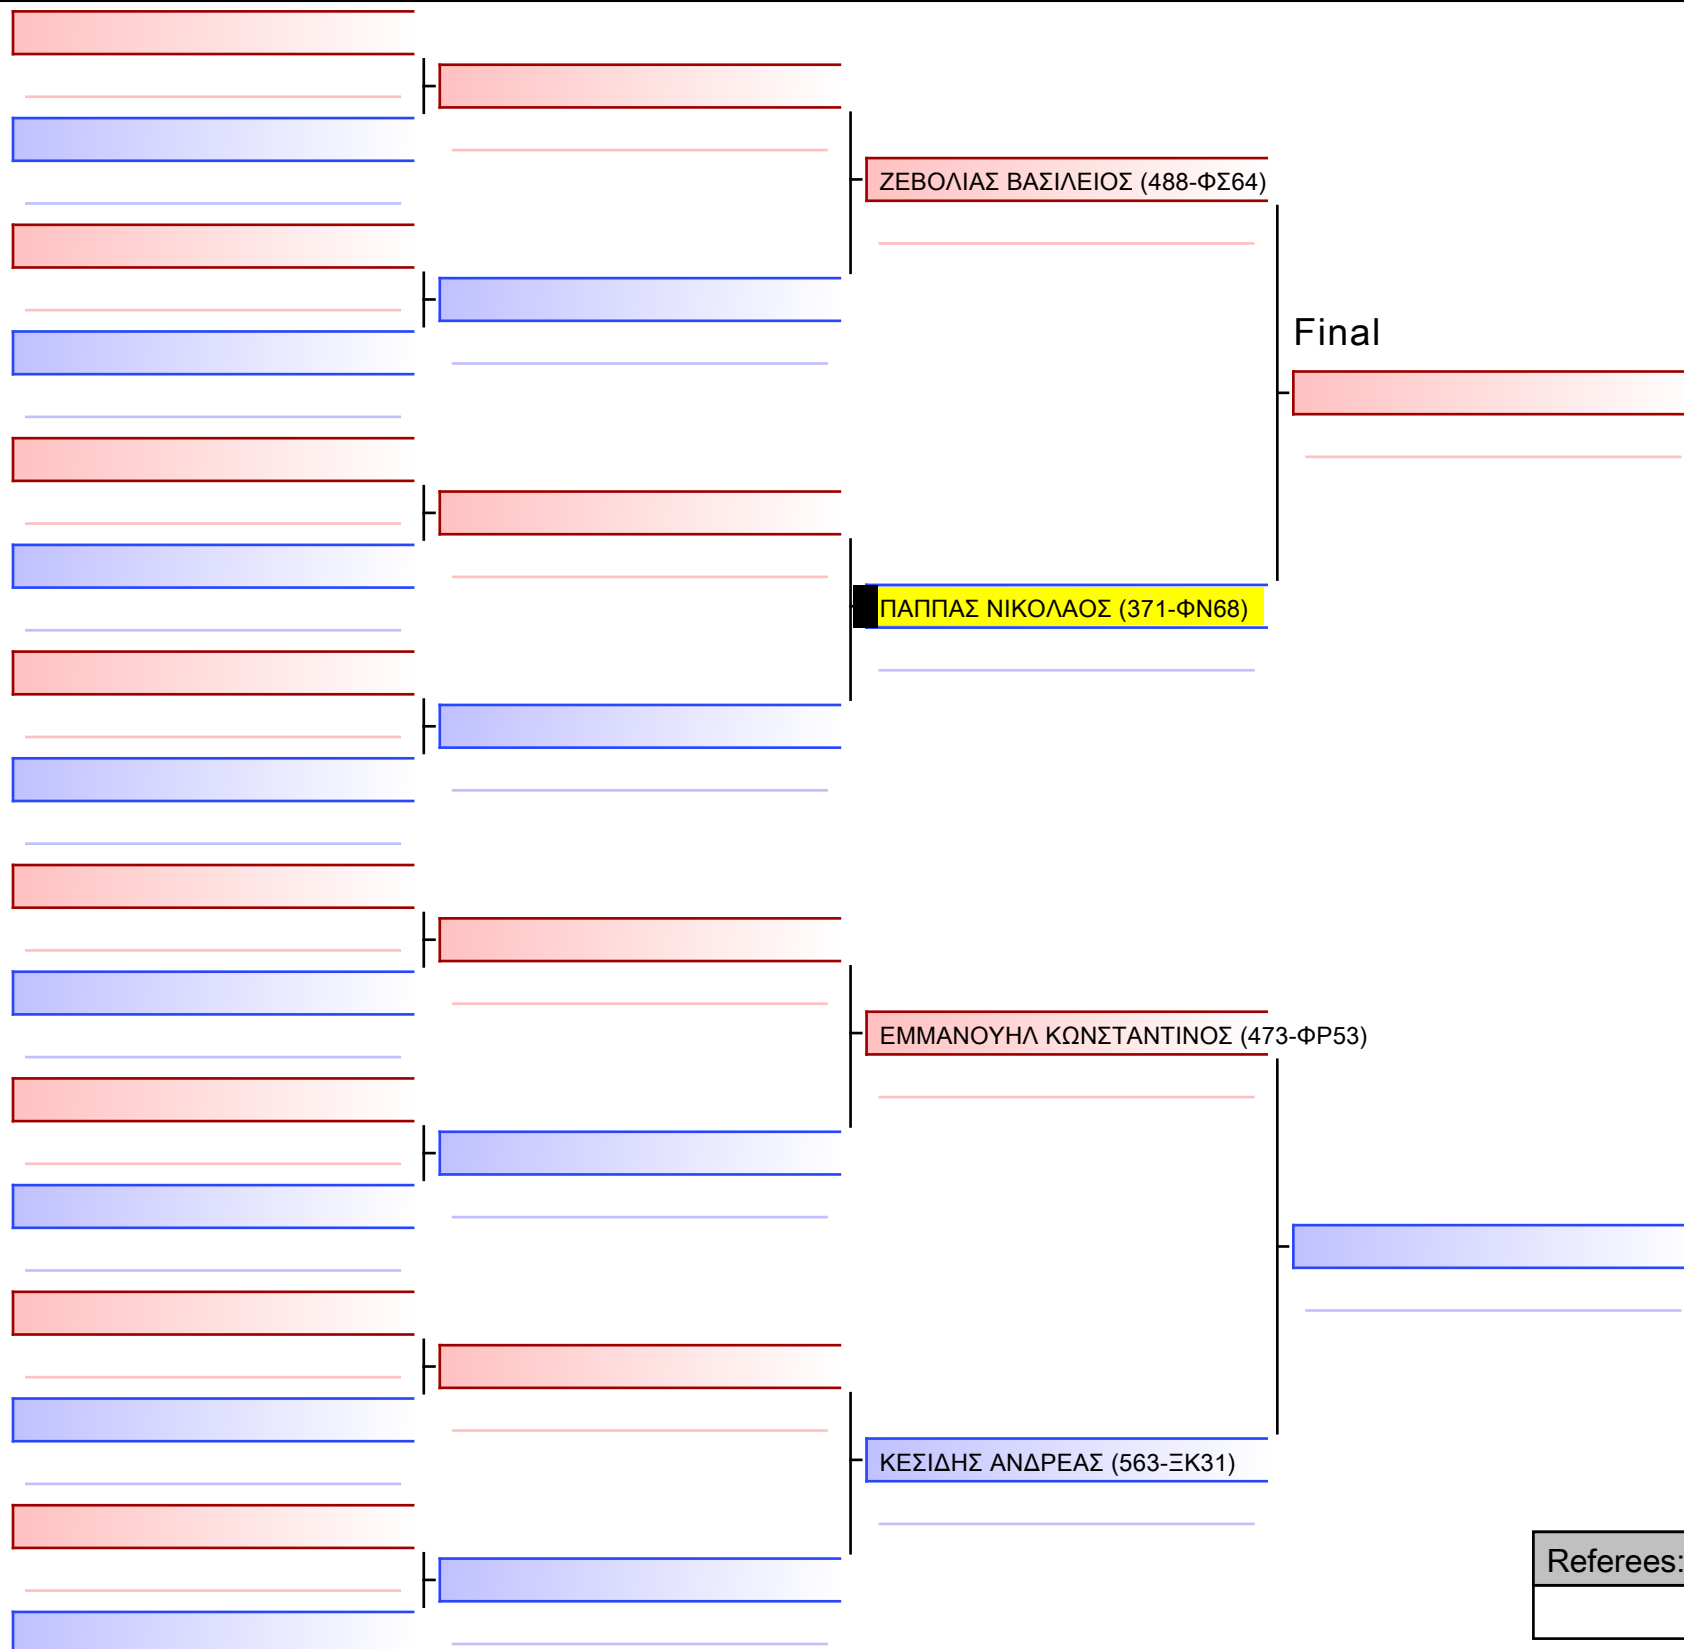 ΖΕΒΟΛΙΑΣ ΒΑΣΙΛΕΙΟΣ (488-ΦΣ64)
Final
ΠΑΠΠΑΣ ΝΙΚΟΛΑΟΣ (371-ΦΝ68)
ΕΜΜΑΝΟΥΗΛ ΚΩΝΣΤΑΝΤΙΝΟΣ (473-ΦΡ53)
ΚΕΣΙΔΗΣ ΑΝΔΡΕΑΣ (563-ΞΚ31)
Referees: